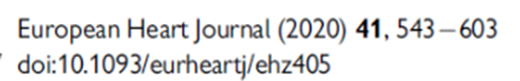 European Heart Journal (2020) 41, 543–603
doi:10.1093/eurheartj/ehz405